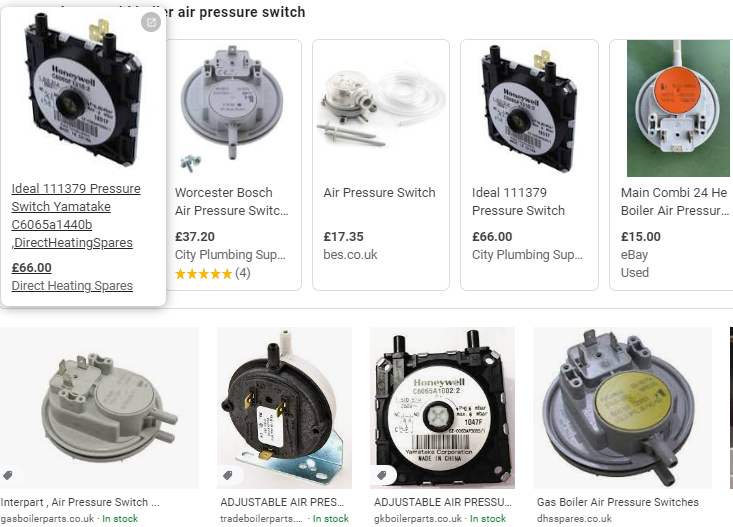 er air pressure switch
Honeywell
Ideal 111379 Pressure
Switch Yamatake
C6065a1440b
,DirectHeatingSpares
£66.00
Direct Heating Spares
Worcester Bosch
Air Pressure Switc...
£37.20
City Plumbing Sup...
(4)
Air Pressure Switch
£17.35
bes.co.uk
Honeywell
Ideal 111379
Pressure Switch
£66.00
City Plumbing Sup...
Main Combi 24 He
Boiler Air Pressur...
£15.00
eBay
Used
Interpart , Air Pressure Switch ...
gasboilerparts.co.uk · In stock
ADJUSTABLE AIR PRES...
tradeboilerparts.... · In stock
Honeywell
C6065A1002:2
1047F
Yamatake Corporation
MADE IN CHINA
ADJUSTABLE AIR PRESSU...
gkboilerparts.co.uk · In stock
Gas Boiler Air Pressure Switches
dhsspares.co.uk